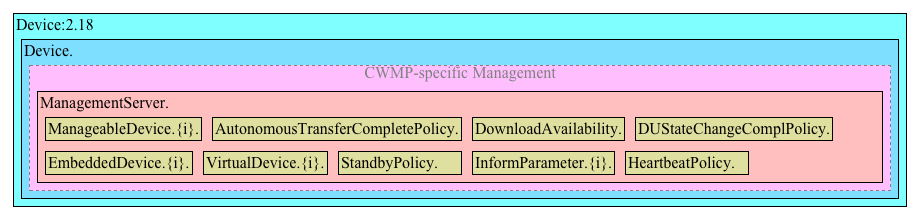 Device:2.18
Device.
CWMP-specific Management
ManagementServer.
ManageableDevice.{i}. AutonomousTransferCompletePolicy. DownloadAvailability. DUStateChangeComplPolicy.
EmbeddedDevice.{i}. VirtualDevice.{i}. StandbyPolicy. InformParameter.{i}. HeartbeatPolicy.